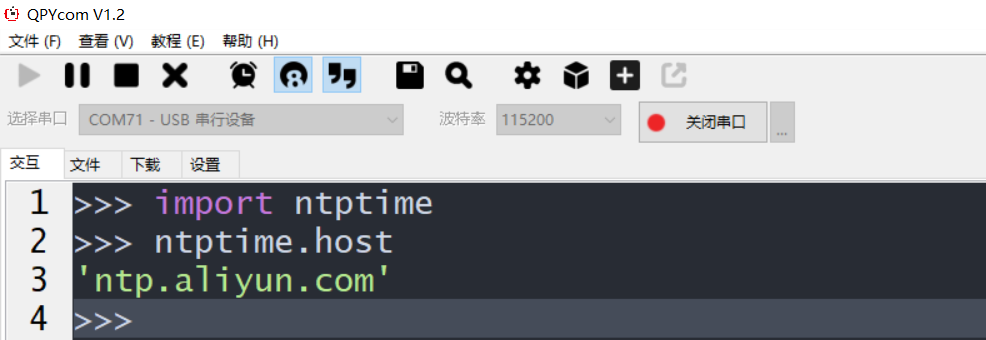 QPYcom V1.2
文件 (F) 查看 (V) 教程 (E) 帮助 (H)
选择串口 COM71 - USB 串行设备 波特率 115200 关闭串口 ...
交互 文件 下载 设置
1 >>> import ntptime
2 >>> ntptime.host
3 'ntp.aliyun.com'
4 >>>